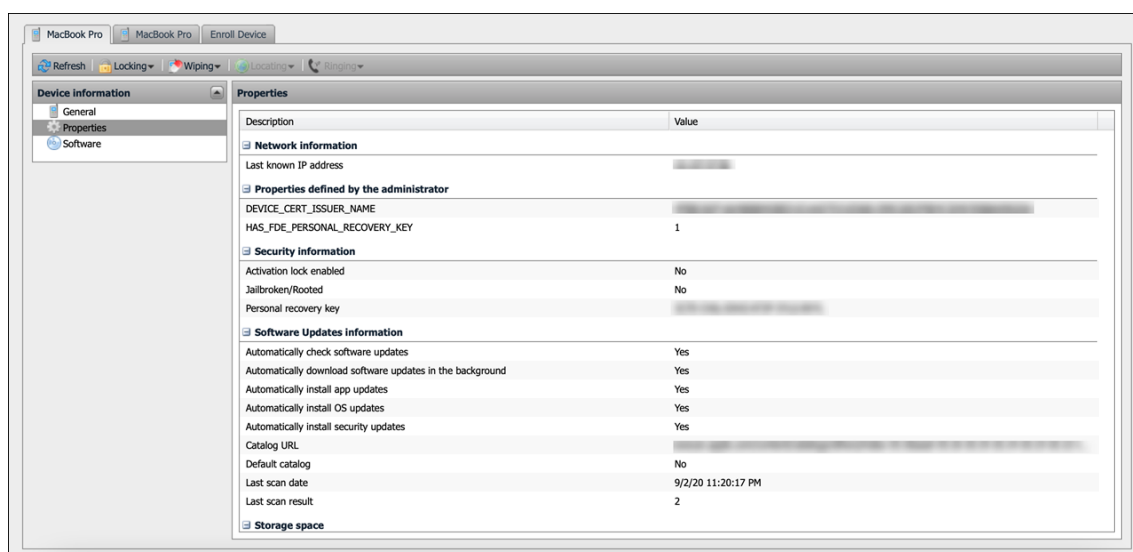 MacBook Pro MacBook Pro Enroll Device
Refresh Locking Wiping Locating Ringing
Device information
General
Properties
Software
Properties
Description Value
Network information
Last known IP address
Properties defined by the administrator
DEVICE_CERT_ISSUER_NAME
HAS_FDE_PERSONAL_RECOVERY_KEY 1
Security information
Activation lock enabled No
Jailbroken/Rooted No
Personal recovery key
Software Updates information
Automatically check software updates Yes
Automatically download software updates in the background Yes
Automatically install app updates Yes
Automatically install OS updates Yes
Automatically install security updates Yes
Catalog URL
Default catalog No
Last scan date 9/2/20 11:20:17 PM
Last scan result 2
Storage space